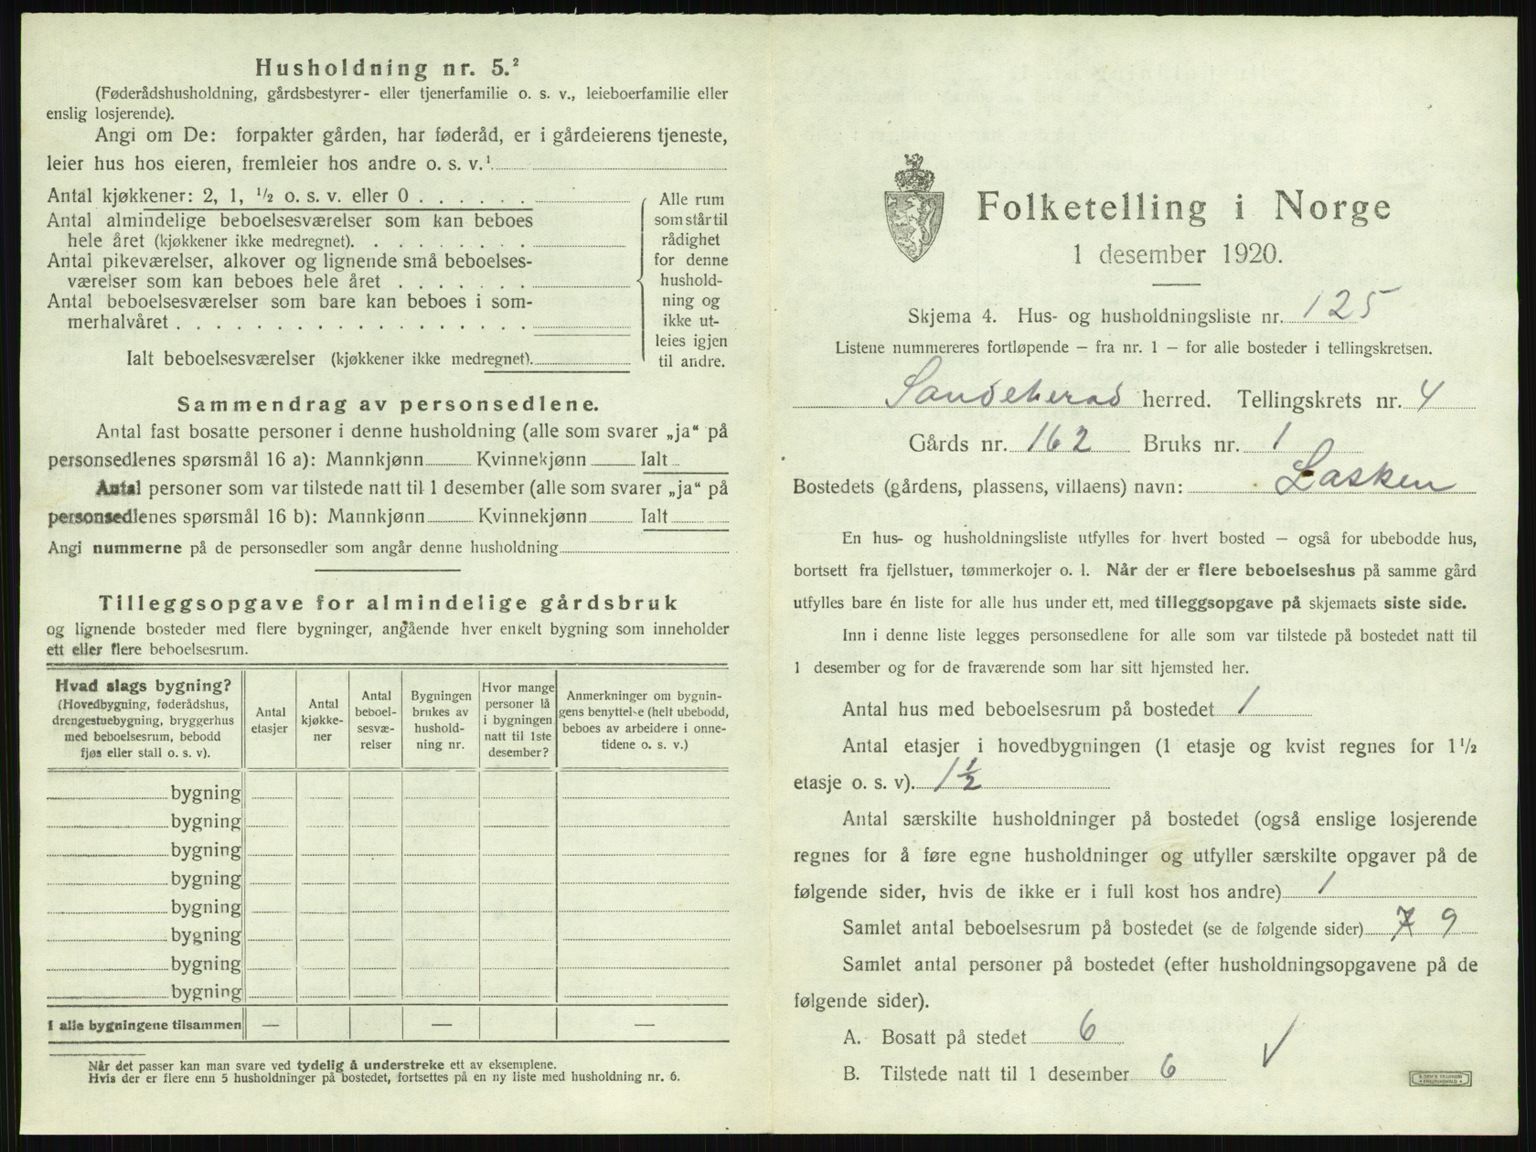 Husholdning nr. 5.²
(Føderådshusholdning, gårdsbestyrer- eller tjenerfamilie o. s. v., leieboerfamilie eller
enslig losjerende).
Angi om De: forpakter gården, har føderåd, er i gårdeierens tjeneste,
leier hus hos eieren, fremleier hos andre o. s. v.¹
Antal kjøkkener: 2, 1, ¹/₂ o. s. v. eller 0 . . . . . .
Antal almindelige beboelsesværelser som kan beboes
hele året (kjøkkener ikke medregnet). . . . . . . . .
Antal pikeværelser, alkover og lignende små beboelses-
værelser som kan beboes hele året . . . . . . .
Antal beboelsesværelser som bare kan beboes i som-
merhalvåret . . . . . . . . . . . . . . . . . .
Ialt beboelsesværelser (kjøkkener ikke medregnet).
Alle rum
som står til
rådighet
for denne
hushold-
ning og
ikke ut-
leies igjen
til andre.
Sammendrag av personsedlene.
Antal fast bosatte personer i denne husholdning (alle som svarer „ja“ på
personsedlenes spørsmål 16 a): Mannkjønn Kvinnekjønn Ialt
Antal personer som var tilstede natt til 1 desember (alle som svarer „ja“ på
personsedlenes spørsmål 16 b): Mannkjønn Kvinnekjønn Ialt
Angi nummerne på de personsedler som angår denne husholdning
Tilleggsopgave for almindelige gårdsbruk
og lignende bosteder med flere bygninger, angående hver enkelt bygning som inneholder
ett eller flere beboelsesrum.
Hvad slags bygning?
(Hovedbygning, føderådshus,
drengestuebygning, bryggerhus
med beboelsesrum, bebodd
fjøs eller stall o. s. v).
Antal
etasjer
Antal
kjøkke-
ner
Antal
beboel-
sesvæ-
relser
Bygningen
brukes av
hushold-
ning nr.
Hvor mange
personer lå
i bygningen
natt til 1ste
desember?
Anmerkninger om bygnin-
gens benyttelse (helt ubebodd,
beboes av arbeidere i onne-
tidene o. s. v.)
bygning
bygning
bygning
bygning
bygning
bygning
bygning
bygning
I alle bygningene tilsammen — — —
Når det passer kan man svare ved tydelig å understreke ett av eksemplene.
Hvis der er flere enn 5 husholdninger på bostedet, fortsettes på en ny liste med husholdning nr. 6.
Folketelling i Norge
1 desember 1920.
Skjema 4. Hus- og husholdningsliste nr. 125
Listene nummereres fortløpende — fra nr. 1 — for alle bosteder i tellingskretsen.
Sandeherad herred. Tellingskrets nr. 4
Gårds nr. 162 Bruks nr. 1
Bostedets (gårdens, plassens, villaens) navn: Lasken
En hus- og husholdningsliste utfylles for hvert bosted — også for ubebodde hus,
bortsett fra fjellstuer, tømmerkojer o. l. Når der er flere beboelseshus på samme gård
utfylles bare én liste for alle hus under ett, med tilleggsopgave på skjemaets siste side.
Inn i denne liste legges personsedlene for alle som var tilstede på bostedet natt til
1 desember og for de fraværende som har sitt hjemsted her.
Antal hus med beboelsesrum på bostedet 1
Antal etasjer i hovedbygningen (1 etasje og kvist regnes for 1 ¹/₂
etasje o. s. v). 1 ½
Antal særskilte husholdninger på bostedet (også enslige losjerende
regnes for å føre egne husholdninger og utfyller særskilte opgaver på de
følgende sider, hvis de ikke er i full kost hos andre) 1
Samlet antal beboelsesrum på bostedet (se de følgende sider) 7 9
Samlet antal personer på bostedet (efter husholdningsopgavene på de
følgende sider).
A. Bosatt på stedet 6
B. Tilstede natt til 1 desember 6 ✓